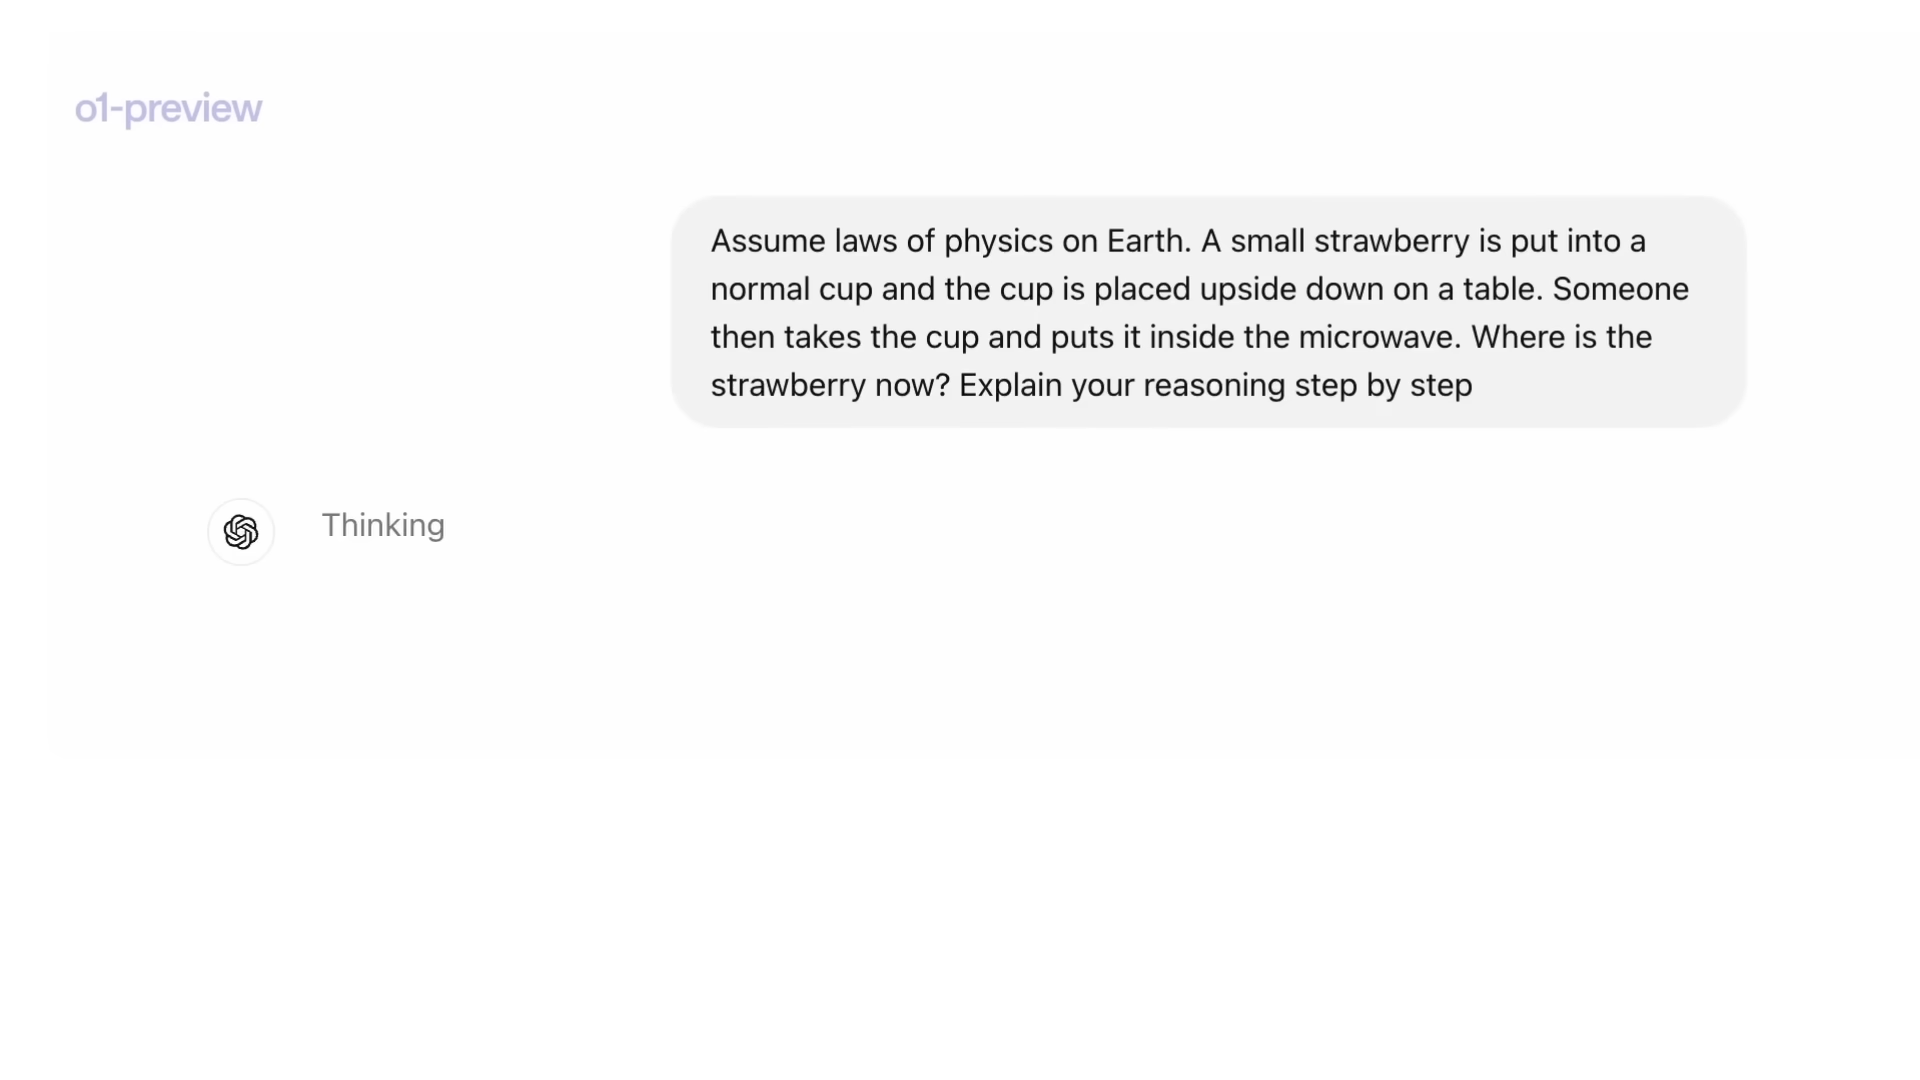 o1-preview
Assume laws of physics on Earth. A small strawberry is put into a
normal cup and the cup is placed upside down on a table. Someone
then takes the cup and puts it inside the microwave. Where is the
strawberry now? Explain your reasoning step by step
Thinking